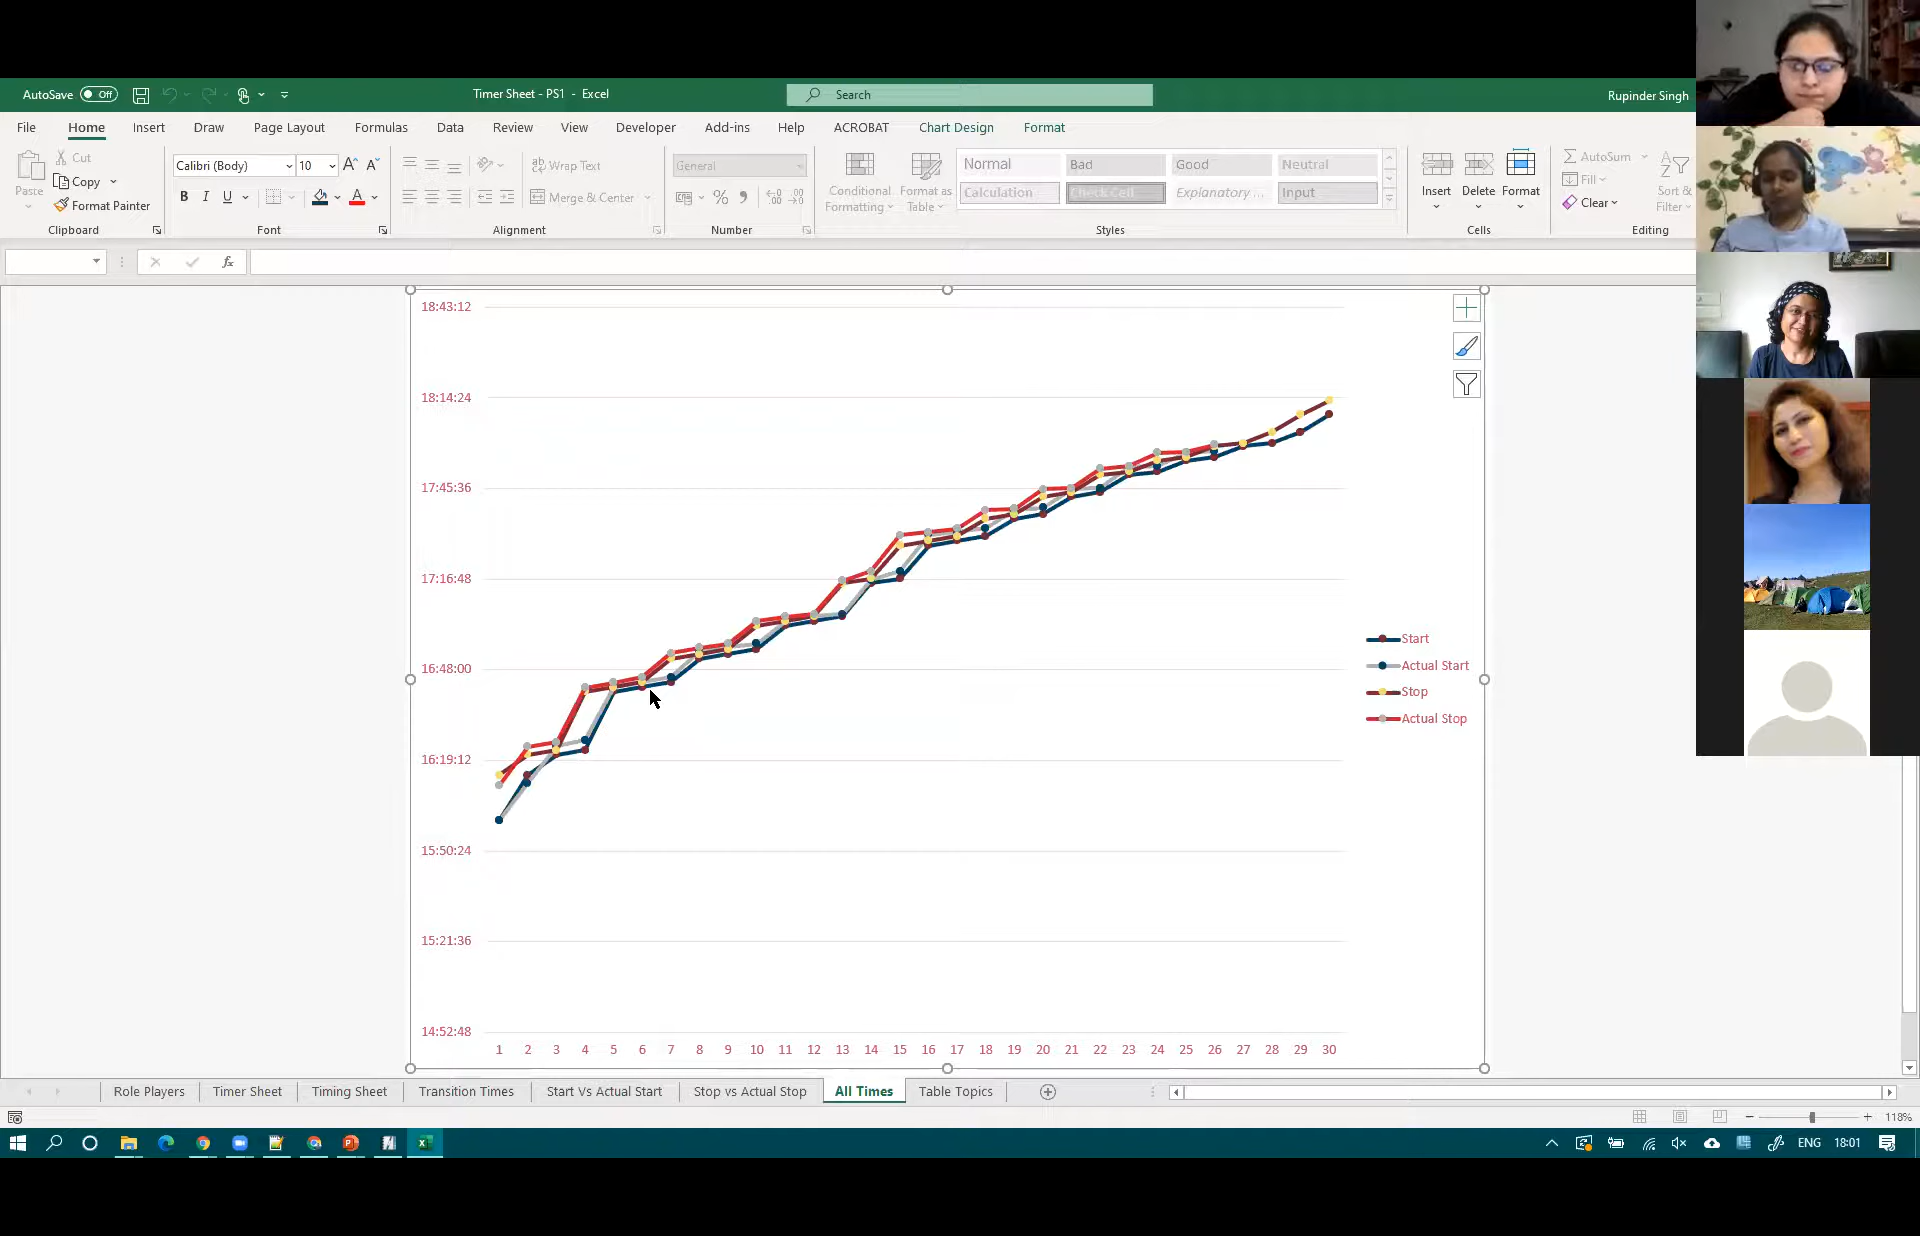 AutoSave Off
Timer Sheet - PS1 - Excel
Search
Rupinder Singh
File Home Insert Draw Page Layout Formulas Data Review View Developer Add-ins Help ACROBAT Chart Design Format
Paste
Cut
Copy
Format Painter
Clipboard
Calibri (Body) 10
B I U
Font
Wrap Text
Merge & Center
Alignment
General
Number
Conditional Formatting
Format as Table
Normal Bad Good Neutral
Calculation Check Cell Explanatory ... Input
Styles
Insert Delete Format
Cells
AutoSum
Fill
Clear
Sort & Filter
Editing
fx
18:43:12
18:14:24
17:45:36
17:16:48
16:48:00
16:19:12
15:50:24
15:21:36
14:52:48
1 2 3 4 5 6 7 8 9 10 11 12 13 14 15 16 17 18 19 20 21 22 23 24 25 26 27 28 29 30
Start
Actual Start
Stop
Actual Stop
Role Players Timer Sheet Timing Sheet Transition Times Start Vs Actual Start Stop vs Actual Stop All Times Table Topics
118%
ENG 18:01